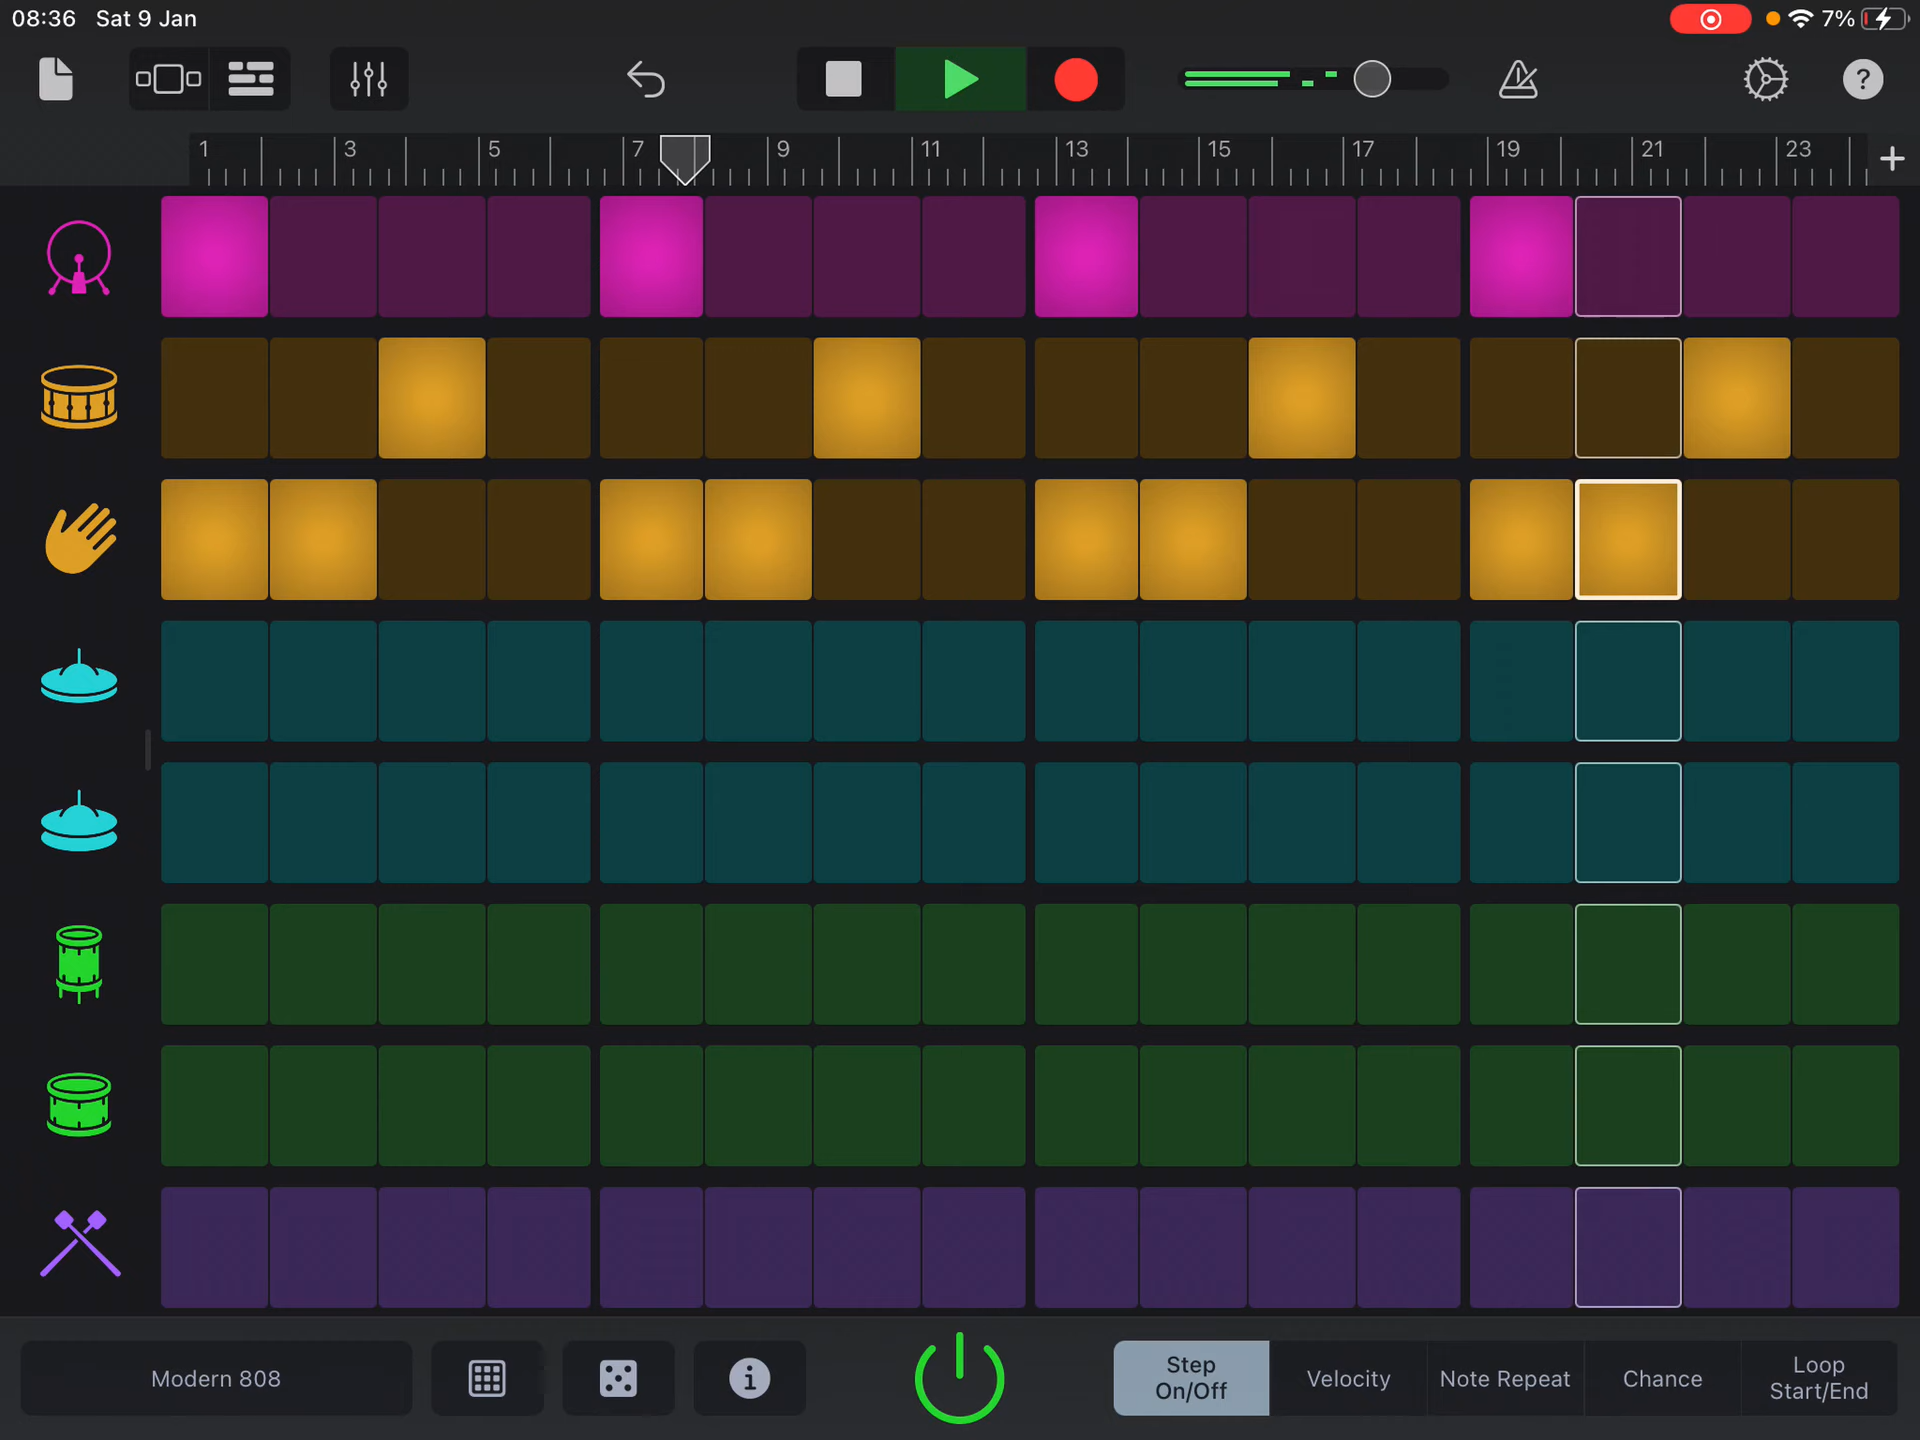 08:36 Sat 9 Jan 7%
1 3 5 7 9 11 13 15 17 19 21 23 +
Modern 808
Step On/Off
Velocity
Note Repeat
Chance
Loop Start/End